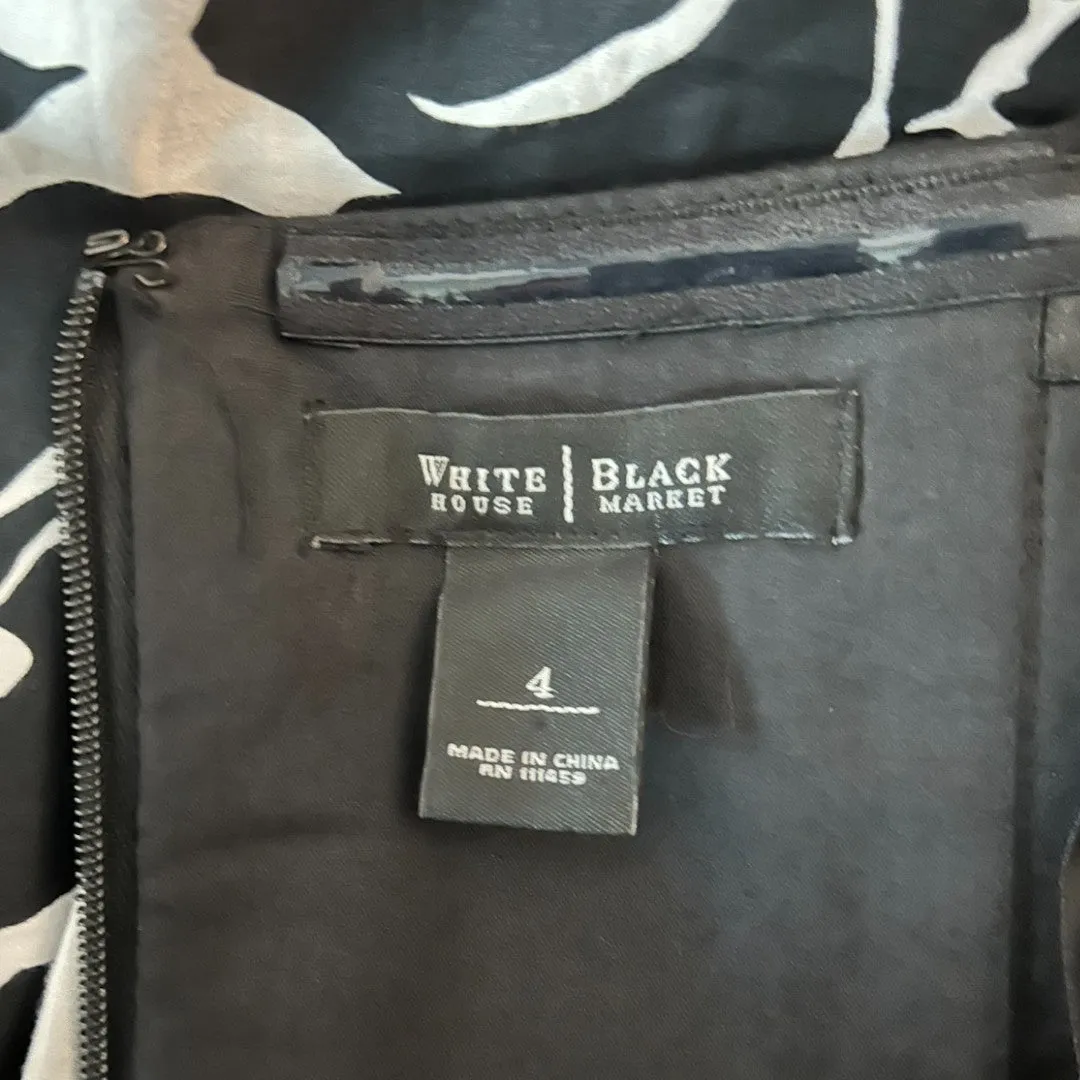 WHITE | BLACK
HOUSE | MARKET
4
MADE IN CHINA
RN 111459